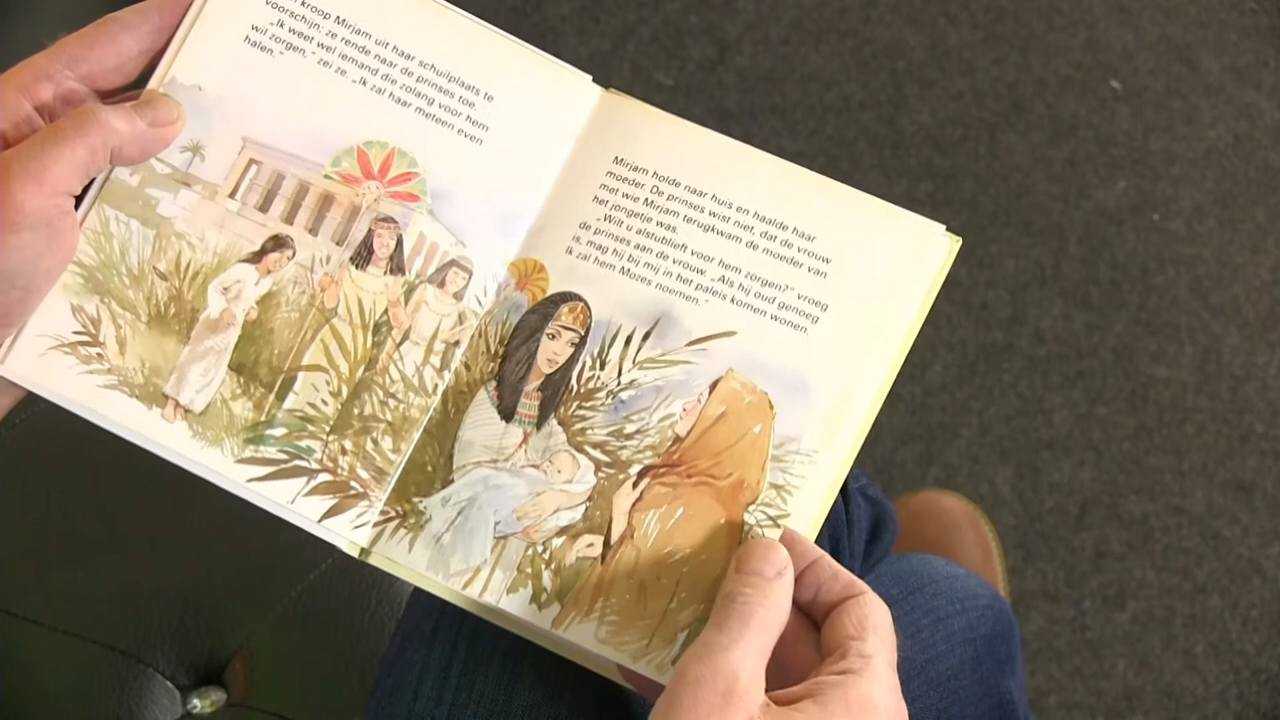 kroop Mirjam uit haar schuilplaats te
voorschijn; ze rende naar de prinses toe.
„Ik weet wel iemand die zolang voor hem
wil zorgen," zei ze. „Ik zal haar meteen even
halen."
Mirjam holde naar huis en haalde haar
moeder. De prinses wist niet, dat de vrouw
met wie Mirjam terugkwam de moeder van
het jongetje was.
„Wilt u alstublieft voor hem zorgen?" vroeg
de prinses aan de vrouw. „Als hij oud genoeg
is, mag hij bij mij in het paleis komen wonen.
Ik zal hem Mozes noemen."